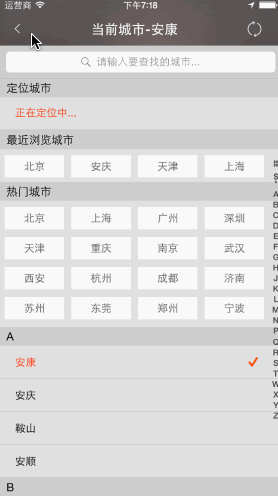 运营商 下午7:18
当前城市-安康
请输入要查找的城市...
定位城市
正在定位中...
最近浏览城市
北京 安庆 天津 上海
热门城市
北京 上海 广州 深圳
天津 重庆 南京 武汉
西安 杭州 成都 济南
苏州 东莞 郑州 宁波
A
安康
安庆
鞍山
安顺
B
A
B
C
D
E
F
G
H
J
K
L
M
N
P
Q
R
S
T
W
X
Y
Z